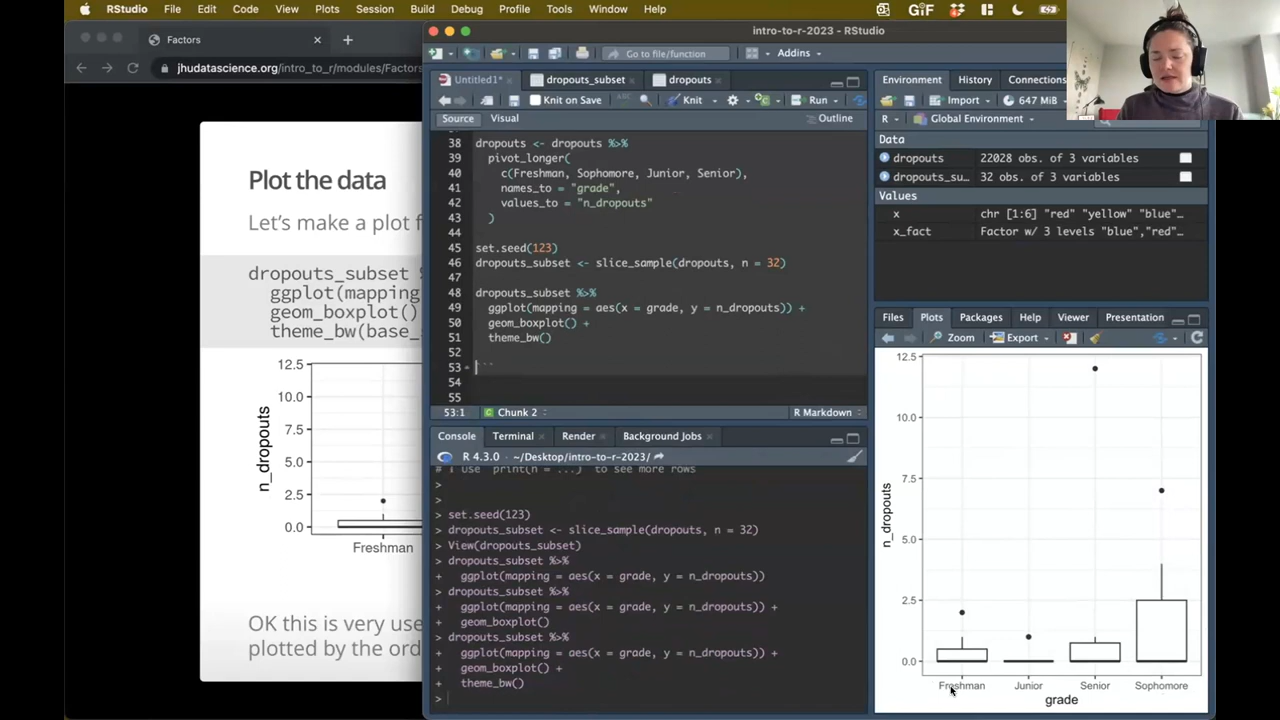 RStudio File Edit Code View Plots Session Build Debug Profile Tools Window Help GiF
Factors
jhudatascience.org/intro_to_r/modules/Factors
Plot the data
Let's make a plot f
dropouts_subset
ggplot(mapping
geom_boxplot()
theme_bw(base_s
12.5
10.0
7.5
5.0
2.5
0.0
n_dropouts
Freshman
OK this is very use
plotted by the ord
intro-to-r-2023 - RStudio
Go to file/function Addins
Untitled1* dropouts_subset dropouts
Knit on Save ABC Knit Run
Source Visual Outline
38 dropouts <- dropouts %>%
39 pivot_longer(
40 c(Freshman, Sophomore, Junior, Senior),
41 names_to = "grade",
42 values_to = "n_dropouts"
43 )
44
45 set.seed(123)
46 dropouts_subset <- slice_sample(dropouts, n = 32)
47
48 dropouts_subset %>%
49 ggplot(mapping = aes(x = grade, y = n_dropouts)) +
50 geom_boxplot() +
51 theme_bw()
52
53 ```
54
55
53:1 Chunk 2 R Markdown
Console Terminal Render Background Jobs
R 4.3.0 · ~/Desktop/intro-to-r-2023/
# i Use `print(n = ...)` to see more rows
>
>
> set.seed(123)
> dropouts_subset <- slice_sample(dropouts, n = 32)
> View(dropouts_subset)
> dropouts_subset %>%
+ ggplot(mapping = aes(x = grade, y = n_dropouts))
> dropouts_subset %>%
+ ggplot(mapping = aes(x = grade, y = n_dropouts)) +
+ geom_boxplot()
> dropouts_subset %>%
+ ggplot(mapping = aes(x = grade, y = n_dropouts)) +
+ geom_boxplot() +
+ theme_bw()
>
Environment History Connections
Import 647 MiB
R Global Environment
Data
dropouts 22028 obs. of 3 variables
dropouts_su… 32 obs. of 3 variables
Values
x chr [1:6] "red" "yellow" "blue"…
x_fact Factor w/ 3 levels "blue","red"…
Files Plots Packages Help Viewer Presentation
Zoom Export
12.5
10.0
7.5
5.0
2.5
0.0
n_dropouts
Freshman Junior Senior Sophomore
grade